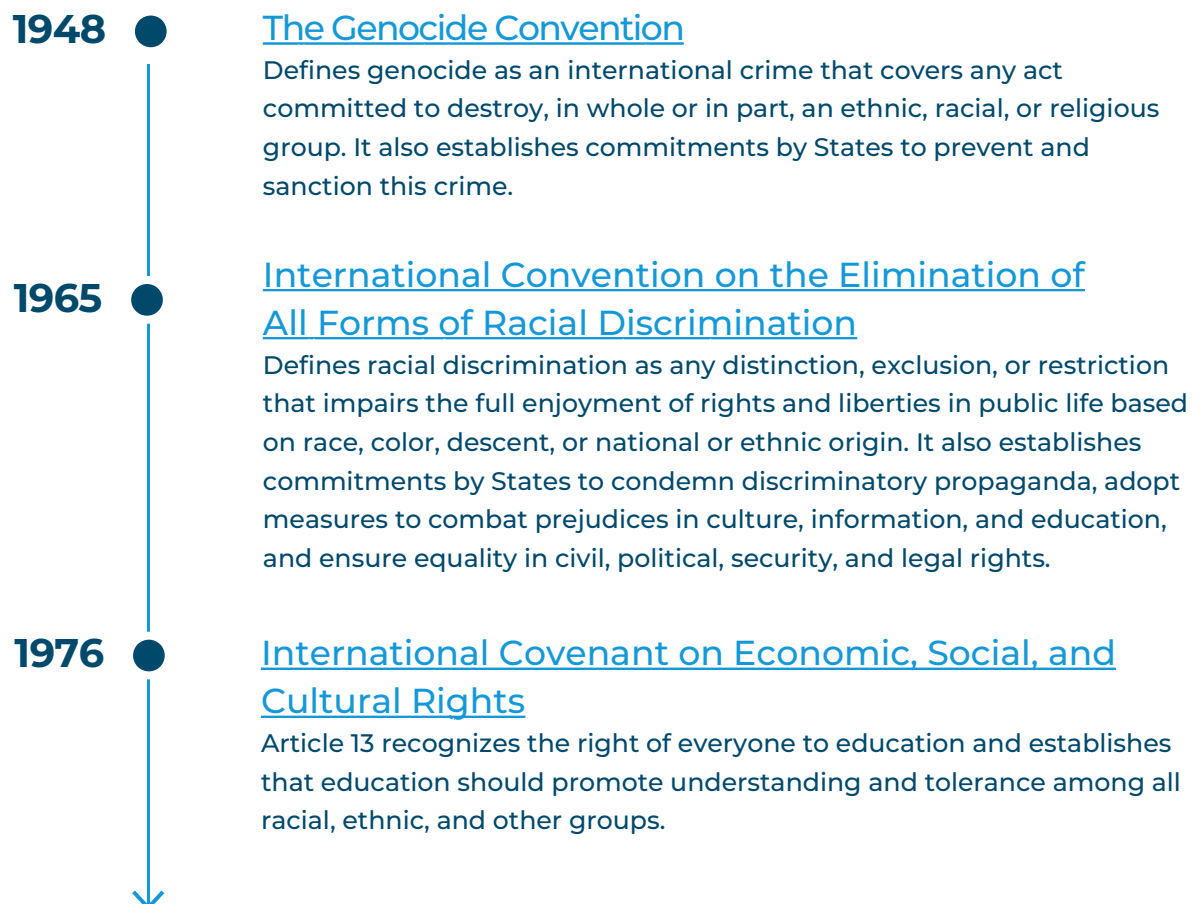 1948
The Genocide Convention
Defines genocide as an international crime that covers any act
committed to destroy, in whole or in part, an ethnic, racial, or religious
group. It also establishes commitments by States to prevent and
sanction this crime.
1965
International Convention on the Elimination of
All Forms of Racial Discrimination
Defines racial discrimination as any distinction, exclusion, or restriction
that impairs the full enjoyment of rights and liberties in public life based
on race, color, descent, or national or ethnic origin. It also establishes
commitments by States to condemn discriminatory propaganda, adopt
measures to combat prejudices in culture, information, and education,
and ensure equality in civil, political, security, and legal rights.
1976
International Covenant on Economic, Social, and
Cultural Rights
Article 13 recognizes the right of everyone to education and establishes
that education should promote understanding and tolerance among all
racial, ethnic, and other groups.